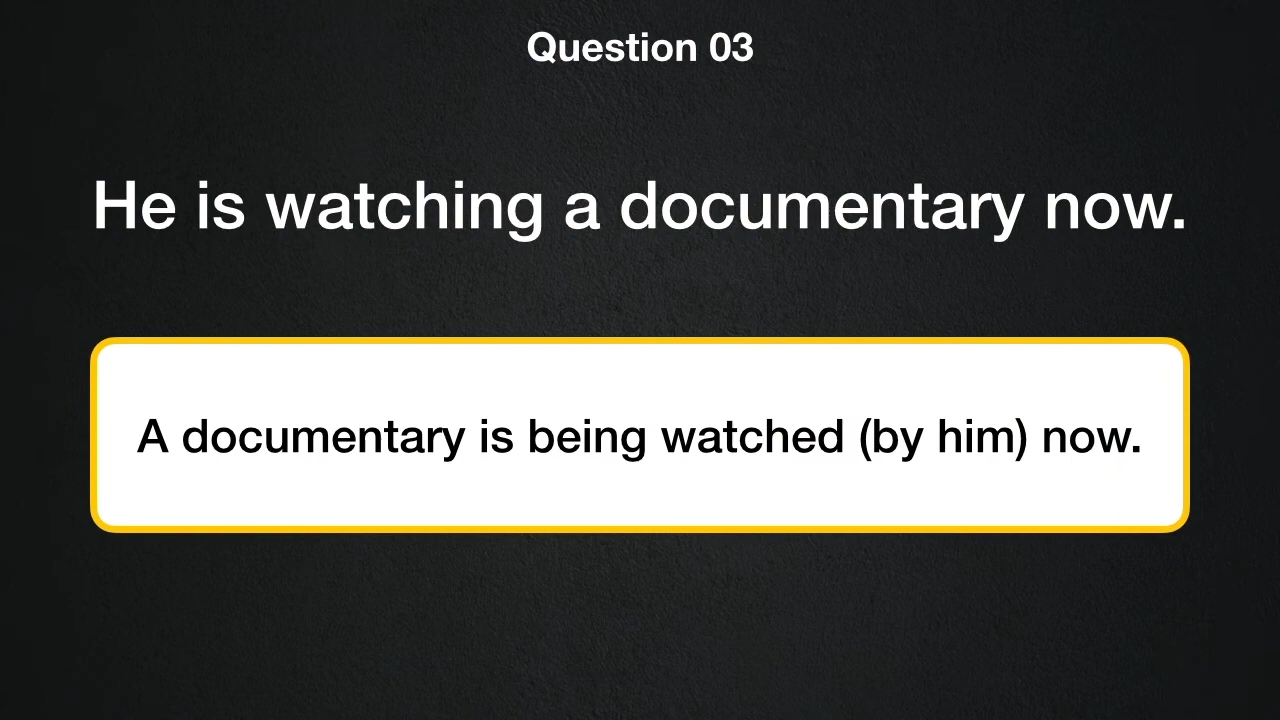 Question 03
He is watching a documentary now.
A documentary is being watched (by him) now.